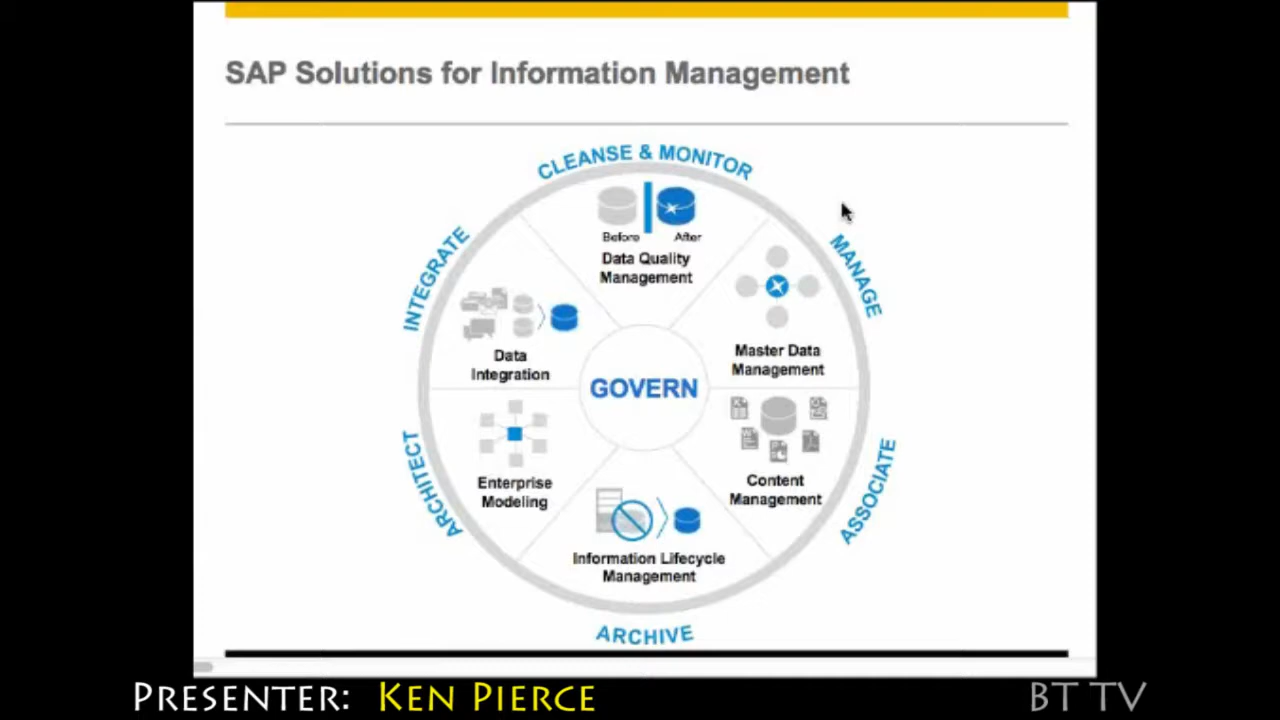 SAP Solutions for Information Management
CLEANSE & MONITOR
Before After
Data Quality
Management
INTEGRATE
MANAGE
Data
Integration
Master Data
Management
GOVERN
ARCHITECT
Enterprise
Modeling
Content
Management
ASSOCIATE
Information Lifecycle
Management
ARCHIVE
PRESENTER: KEN PIERCE
BT TV